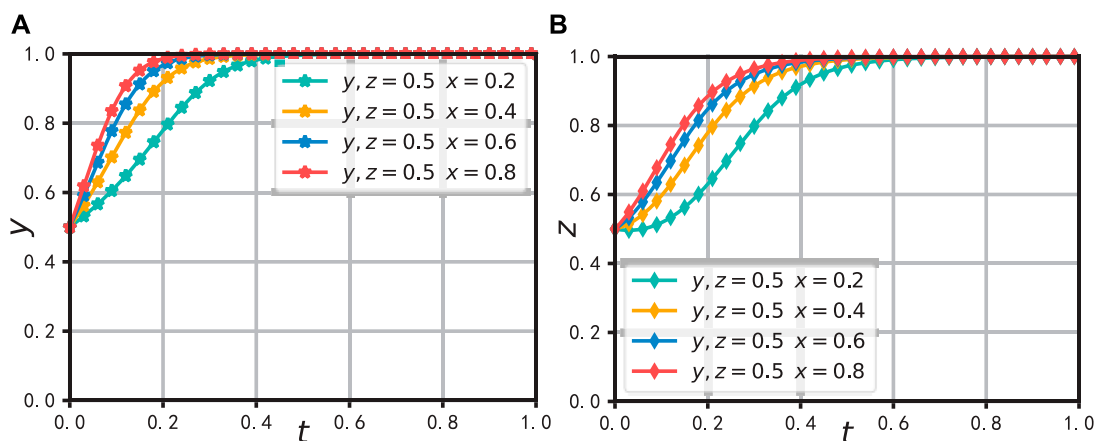 A
1. 0
0. 8
0. 6
0. 4
0. 2
0. 0
y
0. 0
0. 2
0. 4
0. 6
0. 8
1. 0
t
y, z = 0.5 x = 0.2
y, z = 0.5 x = 0.4
y, z = 0.5 x = 0.6
y, z = 0.5 x = 0.8
B
1. 0
0. 8
0. 6
0. 4
0. 2
0. 0
z
0. 0
0. 2
0. 4
0. 6
0. 8
1. 0
t
y, z = 0.5 x = 0.2
y, z = 0.5 x = 0.4
y, z = 0.5 x = 0.6
y, z = 0.5 x = 0.8